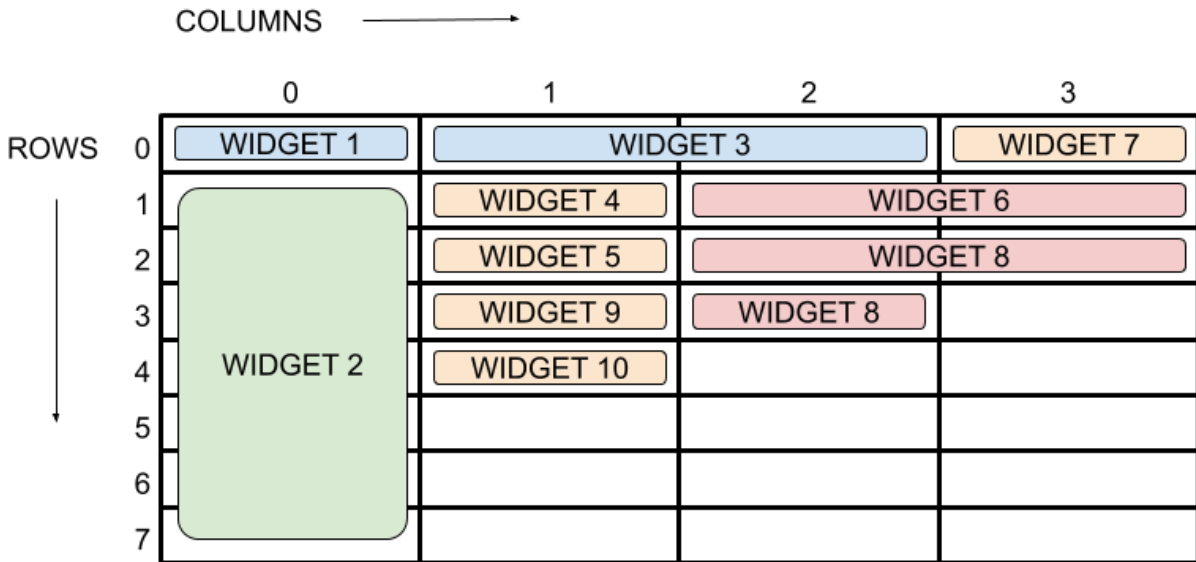 COLUMNS
0 1 2 3
ROWS 0 WIDGET 1 WIDGET 3 WIDGET 7
1 WIDGET 4 WIDGET 6
2 WIDGET 5 WIDGET 8
3 WIDGET 9 WIDGET 8
4 WIDGET 2 WIDGET 10
5
6
7